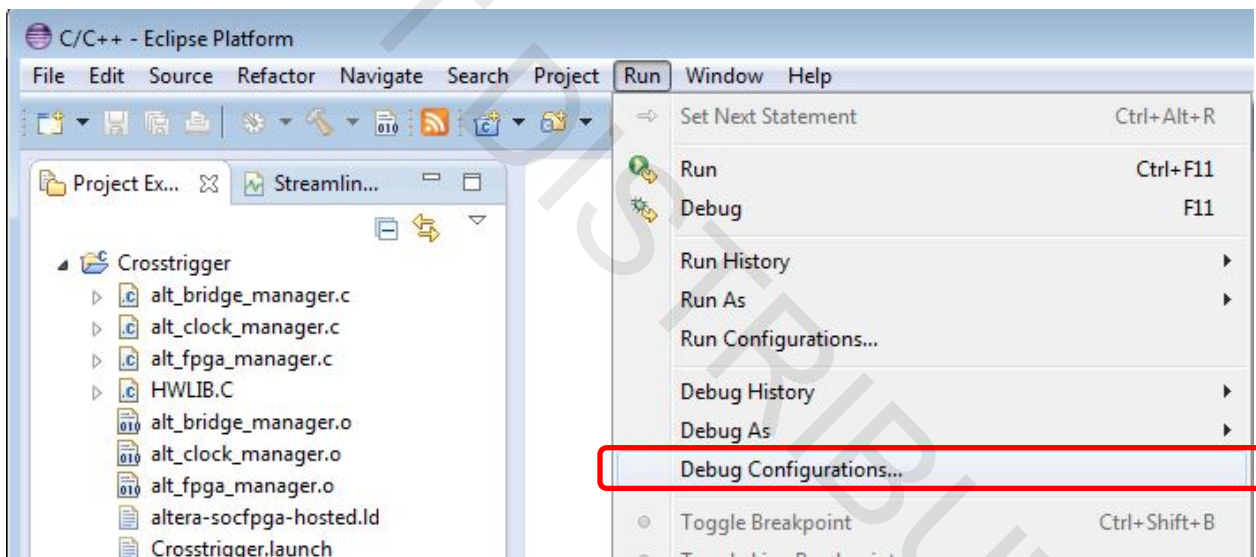 C/C++ - Eclipse Platform
File Edit Source Refactor Navigate Search Project Run Window Help
Set Next Statement Ctrl+Alt+R
Run Ctrl+F11
Debug F11
Run History
Run As
Run Configurations...
Debug History
Debug As
Debug Configurations...
Toggle Breakpoint Ctrl+Shift+B
Project Ex... Streamlin...
Crosstrigger
alt_bridge_manager.c
alt_clock_manager.c
alt_fpga_manager.c
HWLIB.C
alt_bridge_manager.o
alt_clock_manager.o
alt_fpga_manager.o
altera-socfpga-hosted.ld
Crosstrigger.launch
DISTRIBU